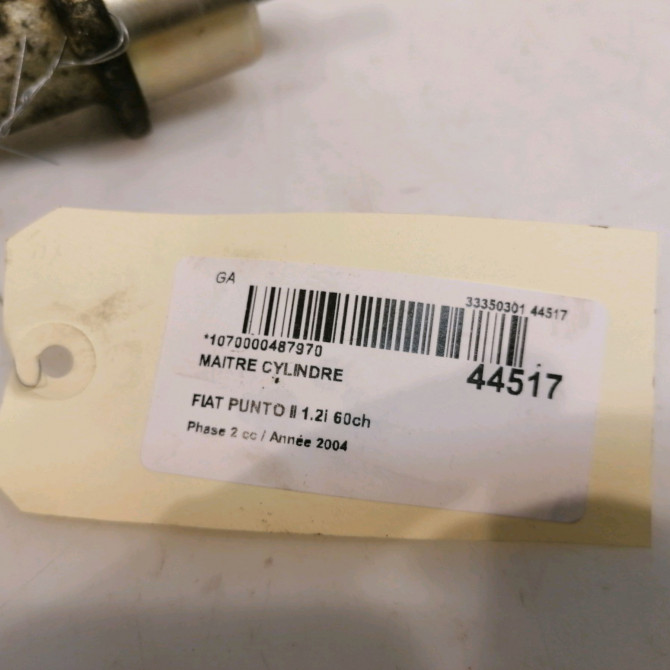 GA
33350301 44517
*1070000487970
MAITRE CYLINDRE
44517
FIAT PUNTO II 1.2i 60ch
Phase 2 cc / Année 2004